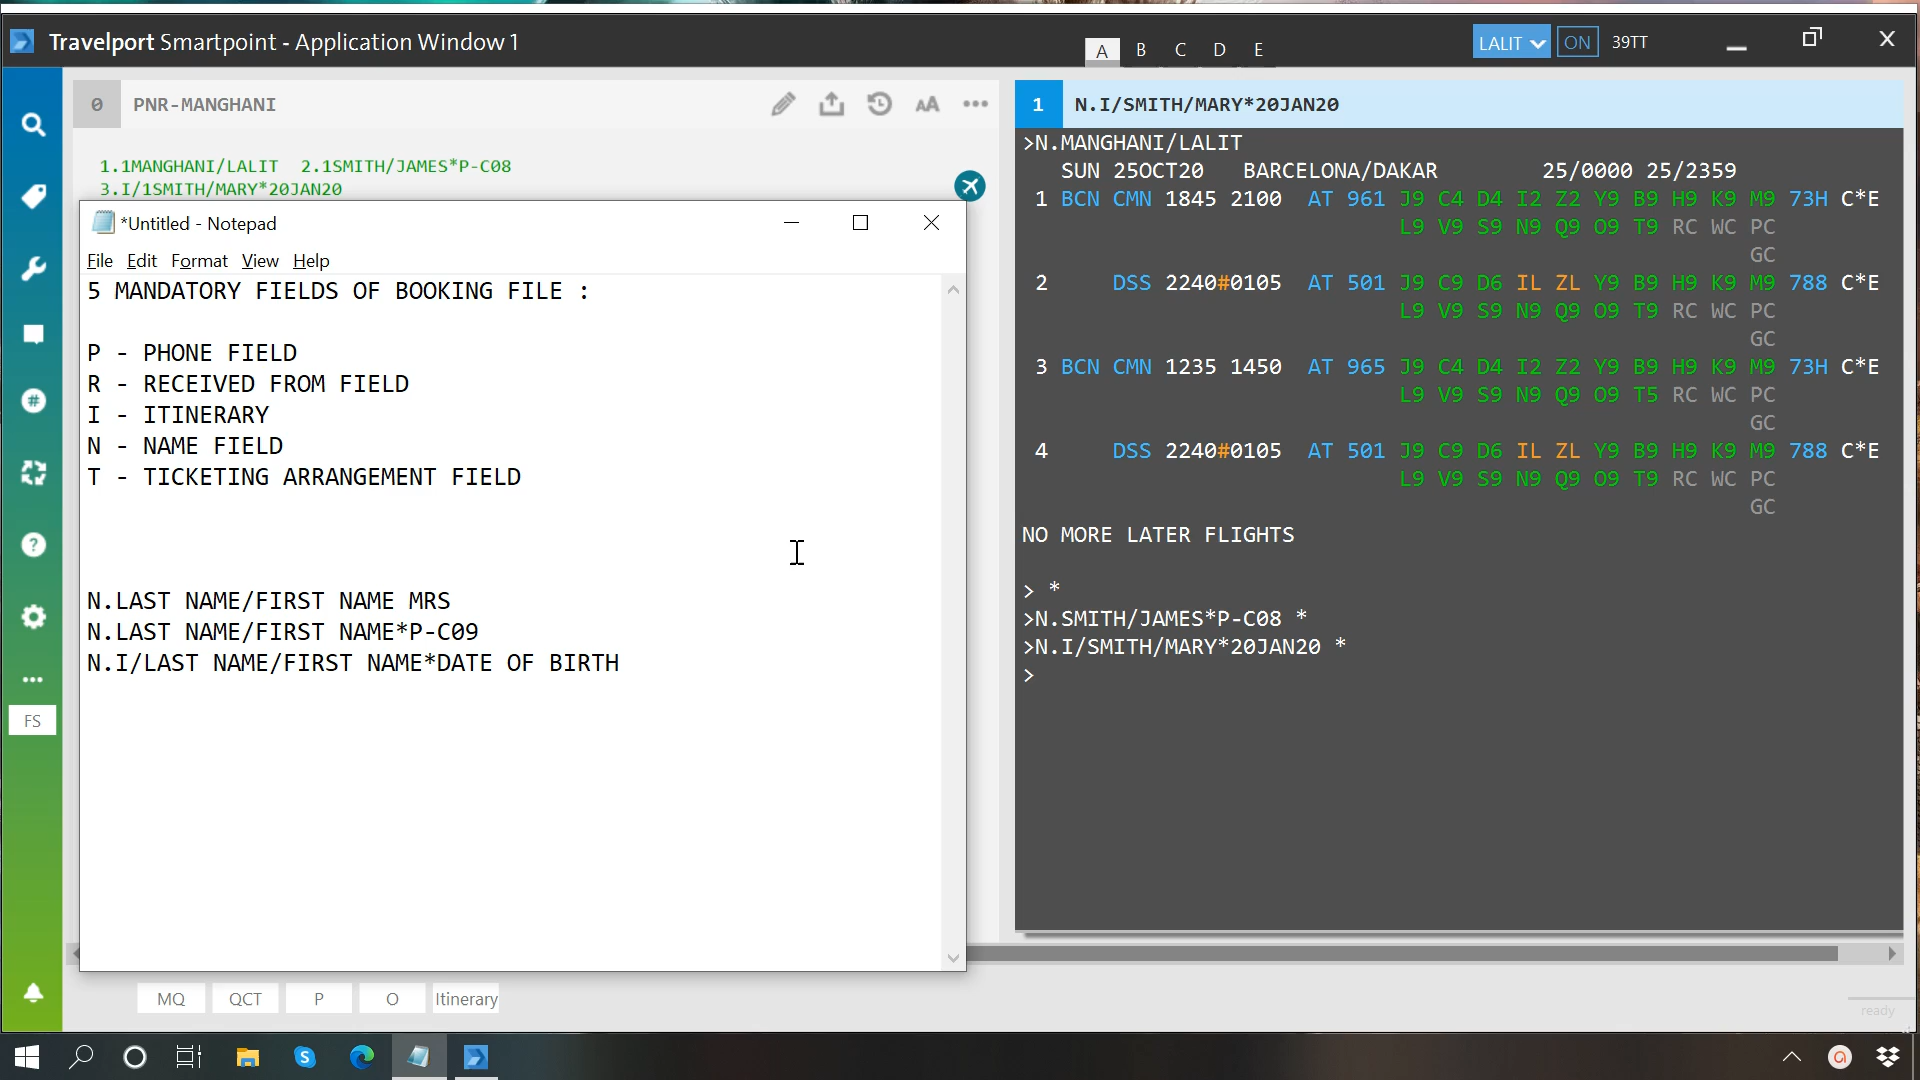 Travelport Smartpoint - Application Window 1
A B C D E
LALIT ON 39TT
0 PNR-MANGHANI
AA
1.1MANGHANI/LALIT 2.1SMITH/JAMES*P-C08
3.I/1SMITH/MARY*20JAN20
*Untitled - Notepad
File Edit Format View Help
5 MANDATORY FIELDS OF BOOKING FILE :
P - PHONE FIELD
R - RECEIVED FROM FIELD
I - ITINERARY
N - NAME FIELD
T - TICKETING ARRANGEMENT FIELD
N.LAST NAME/FIRST NAME MRS
N.LAST NAME/FIRST NAME*P-C09
N.I/LAST NAME/FIRST NAME*DATE OF BIRTH
1 N.I/SMITH/MARY*20JAN20
>N.MANGHANI/LALIT
SUN 25OCT20 BARCELONA/DAKAR 25/0000 25/2359
1 BCN CMN 1845 2100 AT 961 J9 C4 D4 I2 Z2 Y9 B9 H9 K9 M9 73H C*E
L9 V9 S9 N9 Q9 O9 T9 RC WC PC
GC
2 DSS 2240#0105 AT 501 J9 C9 D6 IL ZL Y9 B9 H9 K9 M9 788 C*E
L9 V9 S9 N9 Q9 O9 T9 RC WC PC
GC
3 BCN CMN 1235 1450 AT 965 J9 C4 D4 I2 Z2 Y9 B9 H9 K9 M9 73H C*E
L9 V9 S9 N9 Q9 O9 T5 RC WC PC
GC
4 DSS 2240#0105 AT 501 J9 C9 D6 IL ZL Y9 B9 H9 K9 M9 788 C*E
L9 V9 S9 N9 Q9 O9 T9 RC WC PC
GC
NO MORE LATER FLIGHTS
> *
>N.SMITH/JAMES*P-C08 *
>N.I/SMITH/MARY*20JAN20 *
>
FS
MQ QCT P O Itinerary
ready